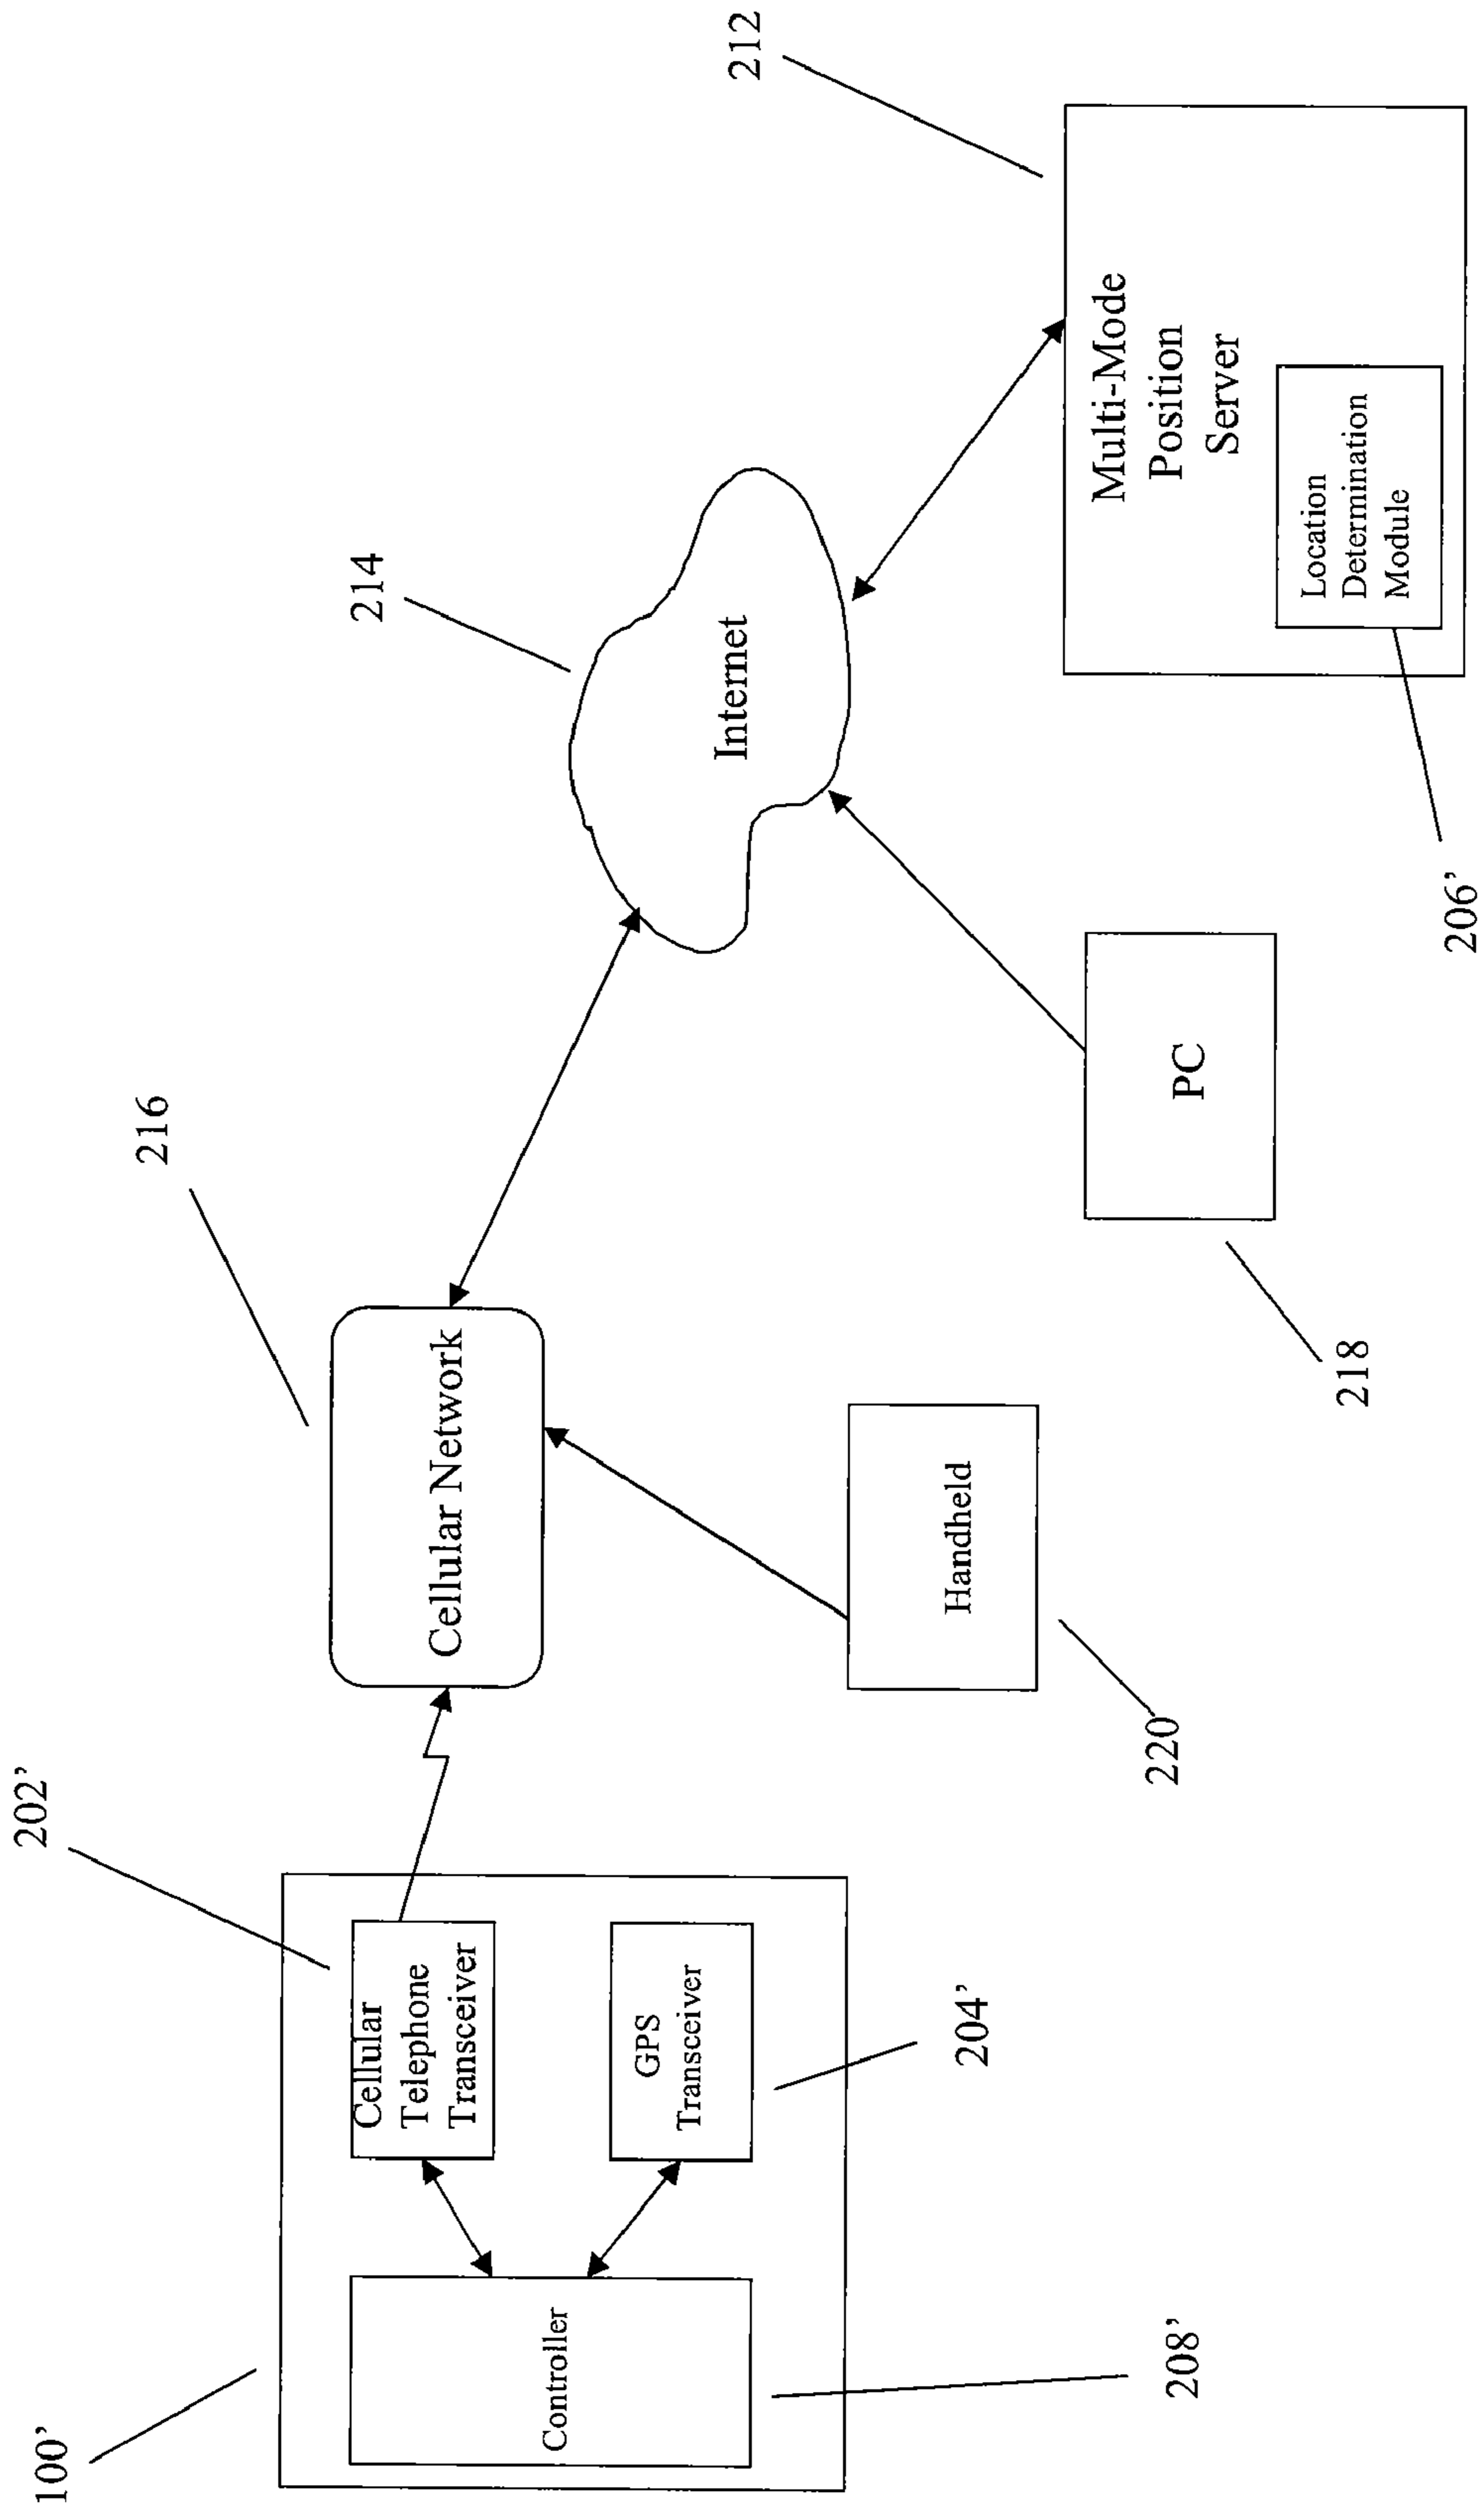 100’
202’
216
214
212
Cellular
Telephone
Transceiver
Cellular Network
Controller
GPS
Transceiver
Internet
Handheld
PC
Multi-Mode
Position
Server
Location
Determination
Module
208’
204’
220
218
206’